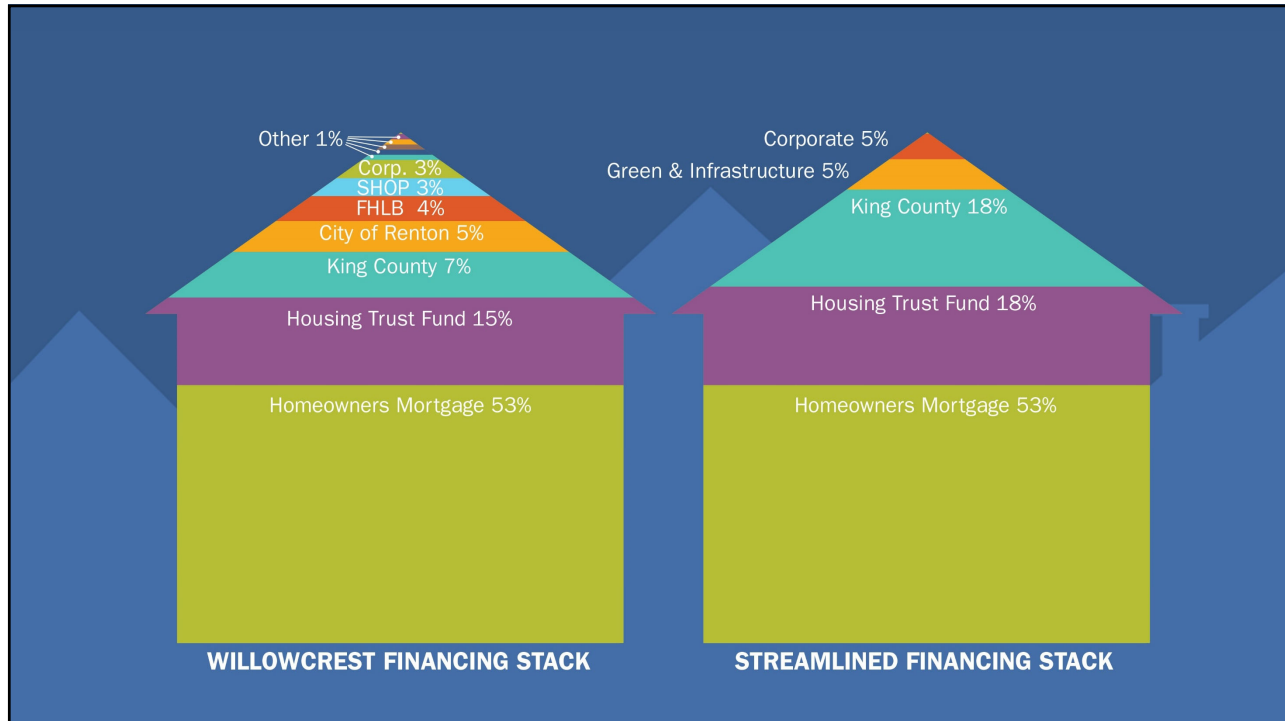 Other 1%
Corp. 3%
SHOP 3%
FHLB 4%
City of Renton 5%
King County 7%
Housing Trust Fund 15%
Homeowners Mortgage 53%
WILLOWCREST FINANCING STACK
Corporate 5%
Green & Infrastructure 5%
King County 18%
Housing Trust Fund 18%
Homeowners Mortgage 53%
STREAMLINED FINANCING STACK